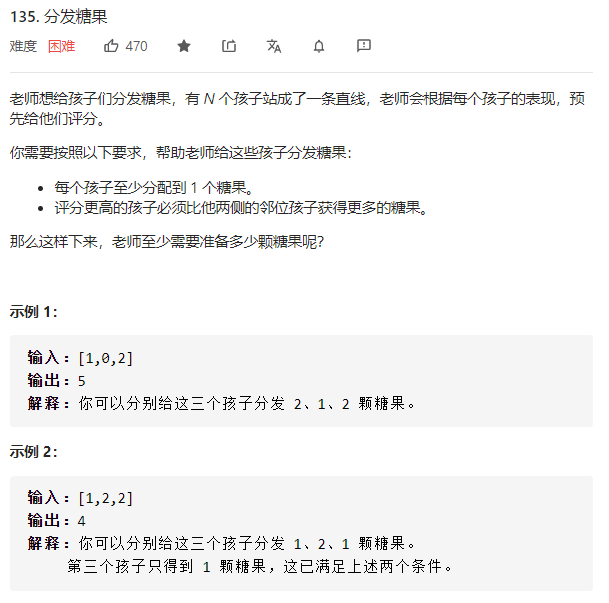 135. 分发糖果
难度 困难 470
老师想给孩子们分发糖果，有 N 个孩子站成了一条直线，老师会根据每个孩子的表现，预
先给他们评分。
你需要按照以下要求，帮助老师给这些孩子分发糖果：
• 每个孩子至少分配到 1 个糖果。
• 评分更高的孩子必须比他两侧的邻位孩子获得更多的糖果。
那么这样下来，老师至少需要准备多少颗糖果呢？
示例 1：
输入：[1,0,2]
输出：5
解释：你可以分别给这三个孩子分发 2、1、2 颗糖果。
示例 2：
输入：[1,2,2]
输出：4
解释：你可以分别给这三个孩子分发 1、2、1 颗糖果。
第三个孩子只得到 1 颗糖果，这已满足上述两个条件。